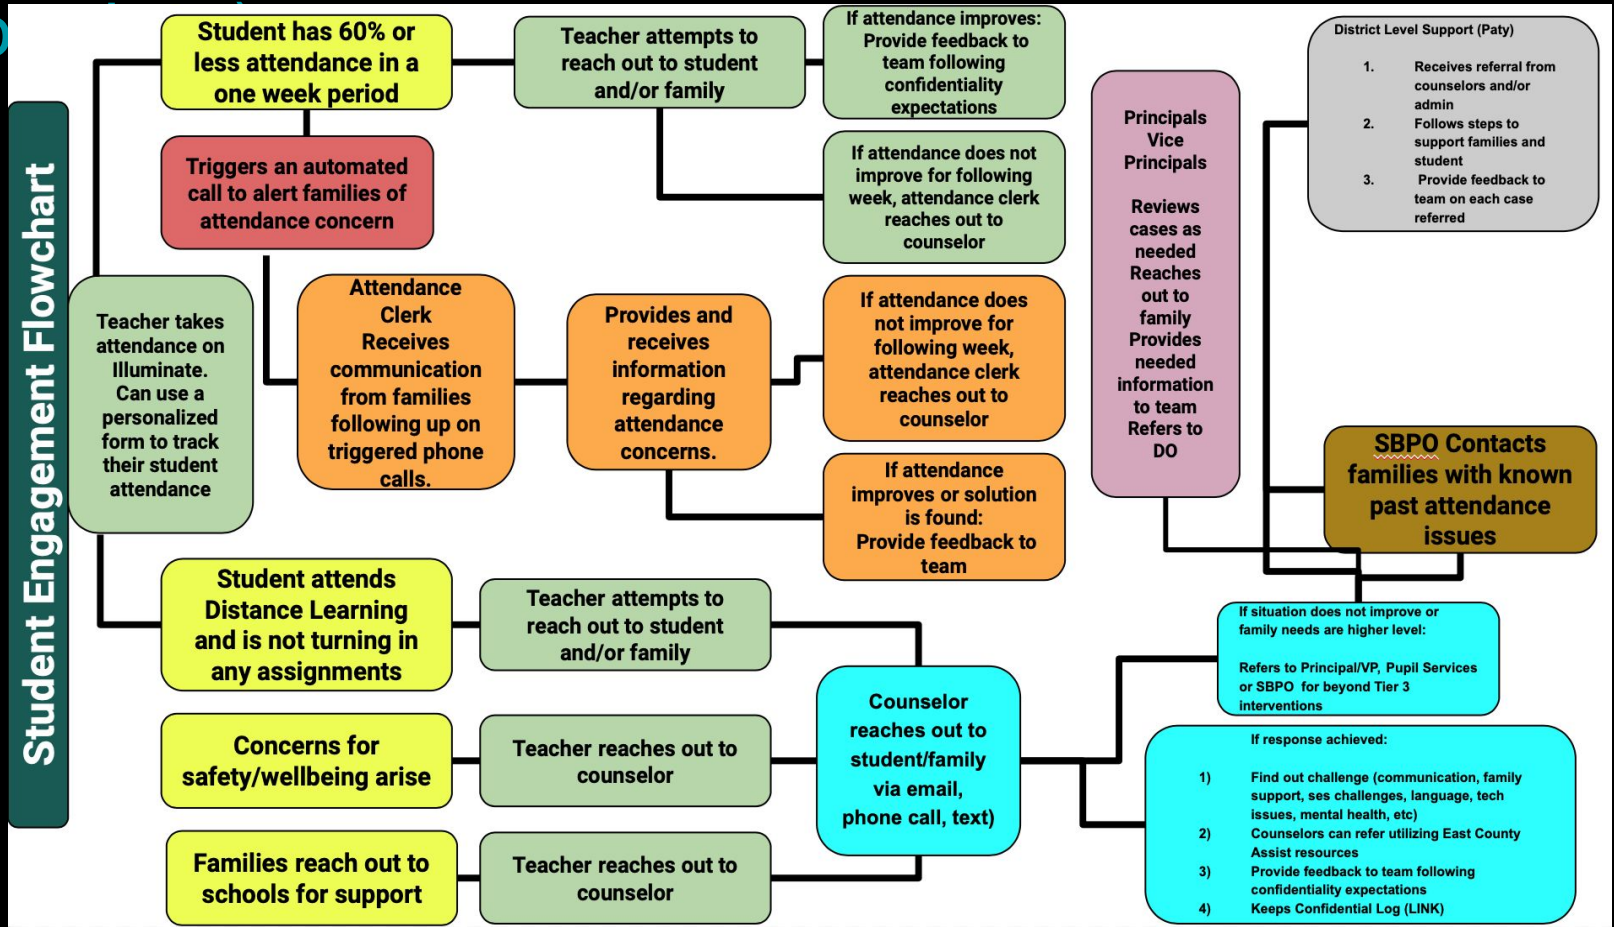 Student Engagement Flowchart
Student has 60% or
less attendance in a
one week period
Teacher attempts to
reach out to student
and/or family
If attendance improves:
Provide feedback to
team following
confidentiality
expectations
If attendance does not
improve for following
week, attendance clerk
reaches out to
counselor
Triggers an automated
call to alert families of
attendance concern
Teacher takes
attendance on
Illuminate.
Can use a
personalized
form to track
their student
attendance
Attendance
Clerk
Receives
communication
from families
following up on
triggered phone
calls.
Provides and
receives
information
regarding
attendance
concerns.
If attendance does
not improve for
following week,
attendance clerk
reaches out to
counselor
If attendance
improves or solution
is found:
Provide feedback to
team
Student attends
Distance Learning
and is not turning in
any assignments
Teacher attempts to
reach out to student
and/or family
Concerns for
safety/wellbeing arise
Teacher reaches out to
counselor
Families reach out to
schools for support
Teacher reaches out to
counselor
Counselor
reaches out to
student/family
via email,
phone call, text)
Principals
Vice
Principals
Reviews
cases as
needed
Reaches
out to
family
Provides
needed
information
to team
Refers to
DO
District Level Support (Paty)
1. Receives referral from
counselors and/or
admin
2. Follows steps to
support families and
student
3. Provide feedback to
team on each case
referred
SBPO Contacts
families with known
past attendance
issues
If situation does not improve or
family needs are higher level:
Refers to Principal/VP, Pupil Services
or SBPO for beyond Tier 3
interventions
If response achieved:
1) Find out challenge (communication, family
support, ses challenges, language, tech
issues, mental health, etc)
2) Counselors can refer utilizing East County
Assist resources
3) Provide feedback to team following
confidentiality expectations
4) Keeps Confidential Log (LINK)